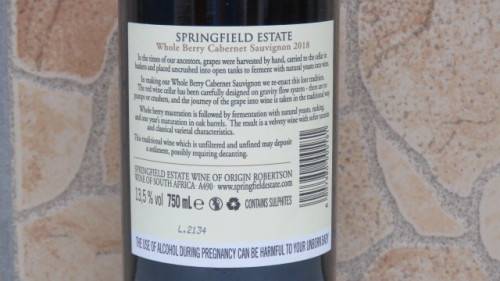 SPRINGFIELD ESTATE
Whole Berry Cabernet Sauvignon 2018
In the times of our ancestors, grapes were harvested by hand, carried to the cellar in
baskets and placed uncrushed into open tanks to ferment with natural yeasts into wine.
In making our Whole Berry Cabernet Sauvignon we re-enact this lost tradition.
The red wine cellar has been carefully designed on gravity flow system - there are no
pumps or crushers, and the journey of the grape into wine is taken in the traditional way.
Whole berry maceration is followed by fermentation with natural yeasts, racking,
and one year's maturation in oak barrels. The result is a velvet wine with softer tannins
and classical varietal characteristics.
This traditional wine which is unfiltered and unfined may deposit
a sediment, possibly requiring decanting.
SPRINGFIELD ESTATE WINE OF ORIGIN ROBERTSON
WINE OF SOUTH AFRICA A490 www.springfieldestate.com
13,5 % vol 750 ml e CONTAINS SULPHITES
L.2134
THE USE OF ALCOHOL DURING PREGNANCY CAN BE HARMFUL TO YOUR UNBORN BABY